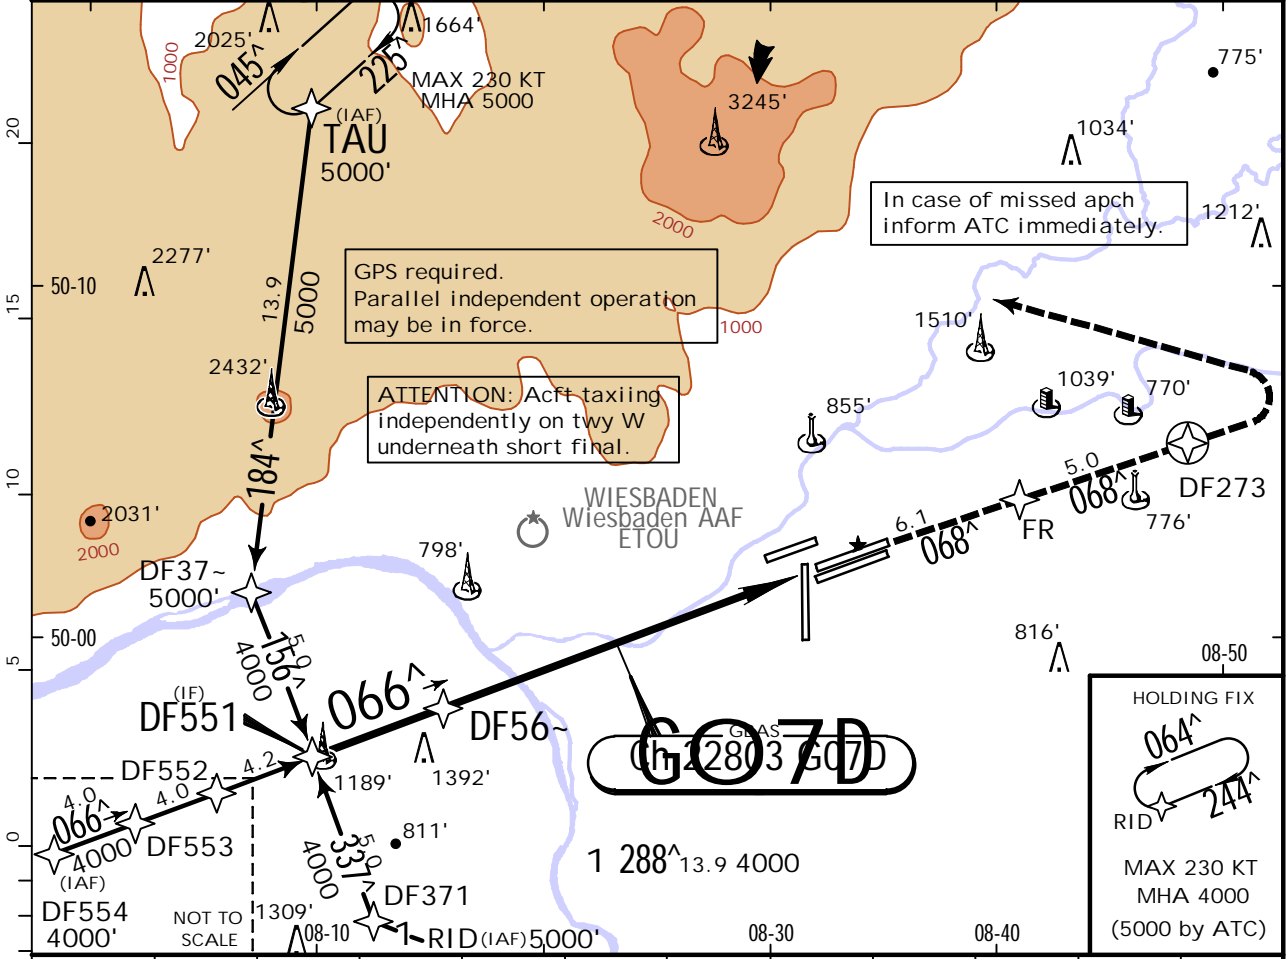 2025'
1664'
1000
045^
225^
MAX 230 KT
MHA 5000
(IAF)
TAU
5000'
3245'
2000
775'
1034'
In case of missed apch
inform ATC immediately.
1212'
20
2277'
50-10
15
13.9
5000
GPS required.
Parallel independent operation
may be in force.
1000
1510'
2432'
ATTENTION: Acft taxiing
independently on twy W
underneath short final.
855'
1039'
770'
184^
10
2031'
2000
WIESBADEN
Wiesbaden AAF
ETOU
5.0
068^
DF273
776'
6.1
068^
FR
798'
DF37~
5000'
50-00
5
156^
5.0
4000
816'
08-50
(IF)
DF551
066^
DF56~
GBAS
Ch 22803 G07D
GO7D
1189'
1392'
DF552
4.2
4.0
4.0
066^
4000
DF553
0
(IAF)
DF554
4000'
337^
5.0
4000
811'
DF371
1 288^ 13.9 4000
NOT TO
SCALE
1309'
08-10
1 RID (IAF) 5000'
08-30
08-40
HOLDING FIX
064^
244^
RID
MAX 230 KT
MHA 4000
(5000 by ATC)